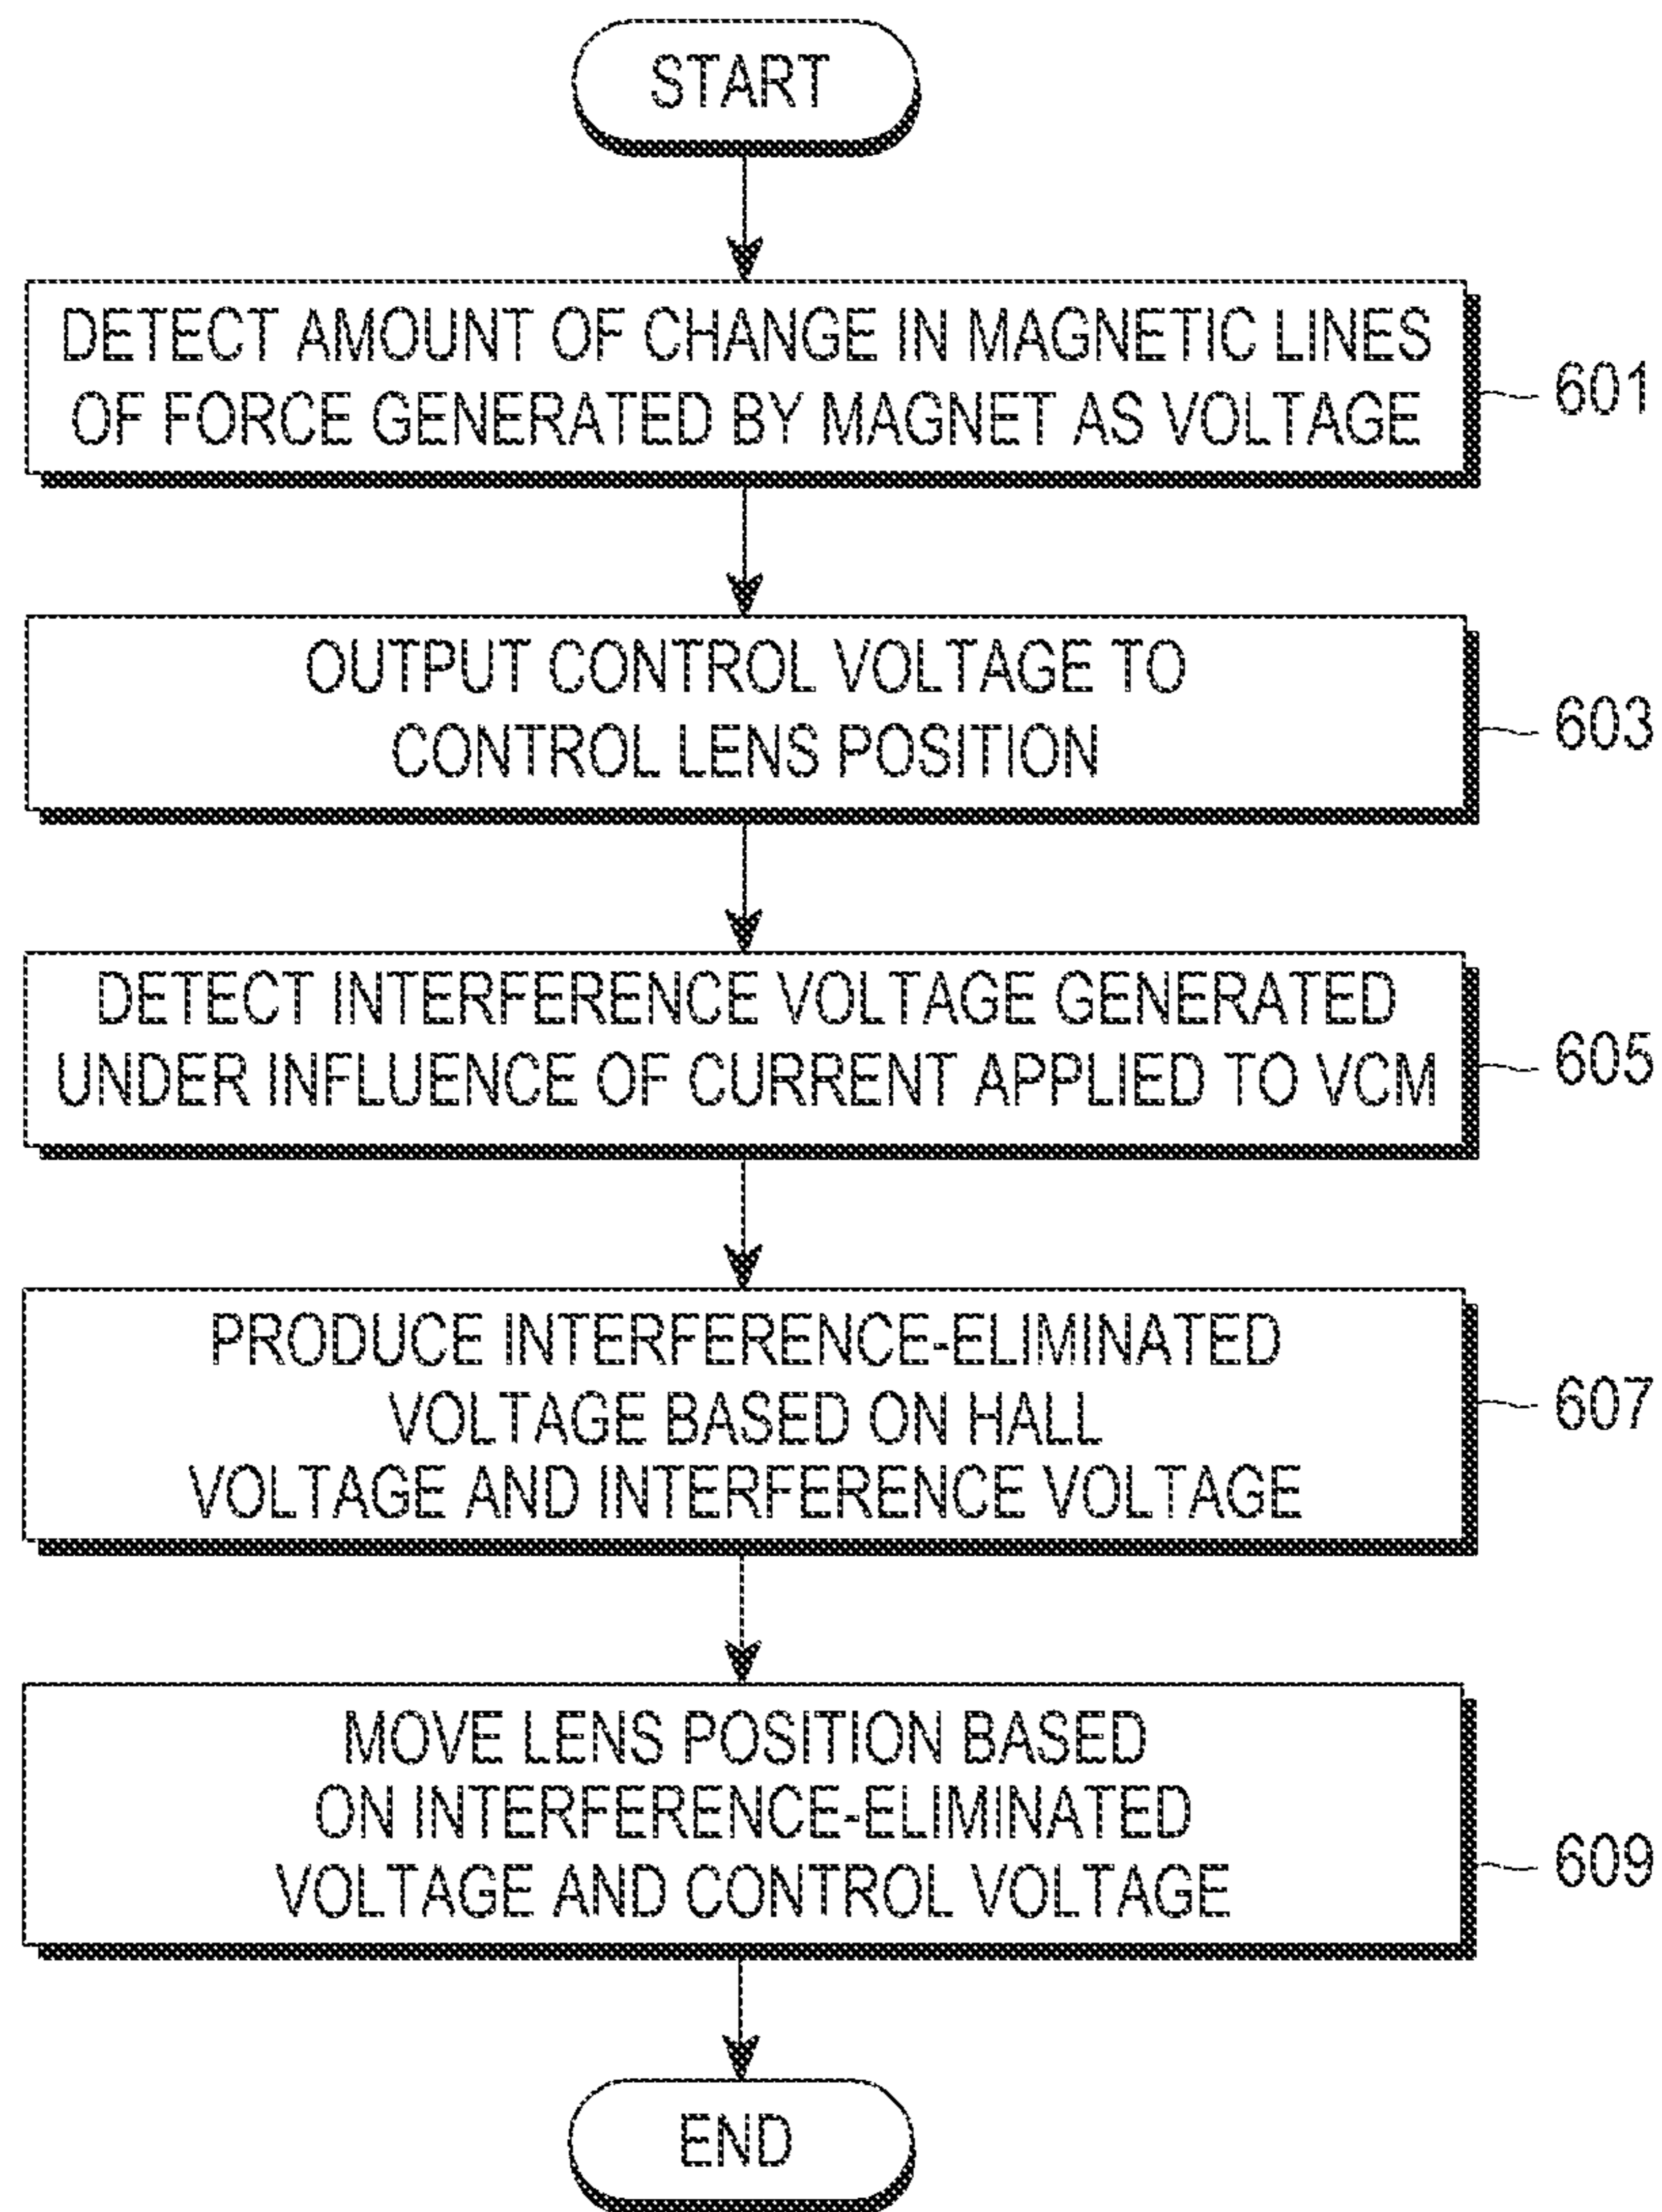 START
DETECT AMOUNT OF CHANGE IN MAGNETIC LINES
OF FORCE GENERATED BY MAGNET AS VOLTAGE
601
OUTPUT CONTROL VOLTAGE TO
CONTROL LENS POSITION
603
DETECT INTERFERENCE VOLTAGE GENERATED
UNDER INFLUENCE OF CURRENT APPLIED TO VCM
605
PRODUCE INTERFERENCE-ELIMINATED
VOLTAGE BASED ON HALL
VOLTAGE AND INTERFERENCE VOLTAGE
607
MOVE LENS POSITION BASED
ON INTERFERENCE-ELIMINATED
VOLTAGE AND CONTROL VOLTAGE
609
END